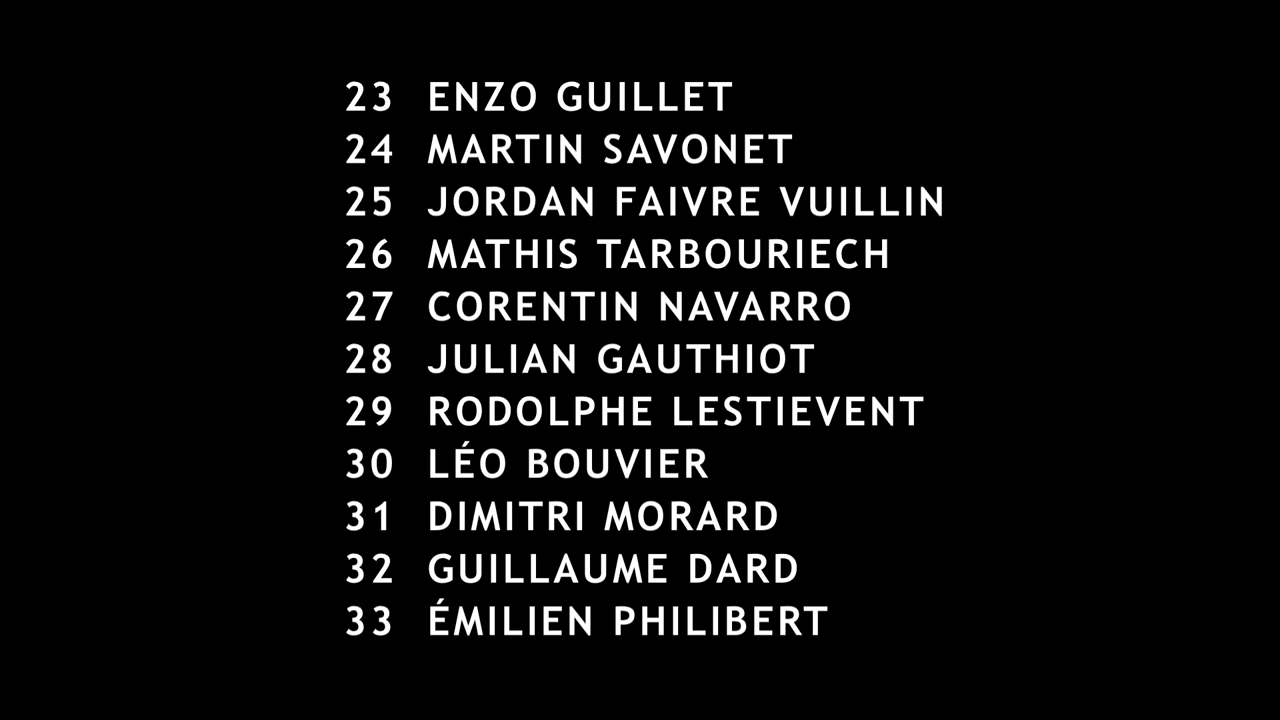 23 ENZO GUILLET
24 MARTIN SAVONET
25 JORDAN FAIVRE VUILLIN
26 MATHIS TARBOURIECH
27 CORENTIN NAVARRO
28 JULIAN GAUTHIOT
29 RODOLPHE LESTIEVENT
30 LÉO BOUVIER
31 DIMITRI MORARD
32 GUILLAUME DARD
33 ÉMILIEN PHILIBERT